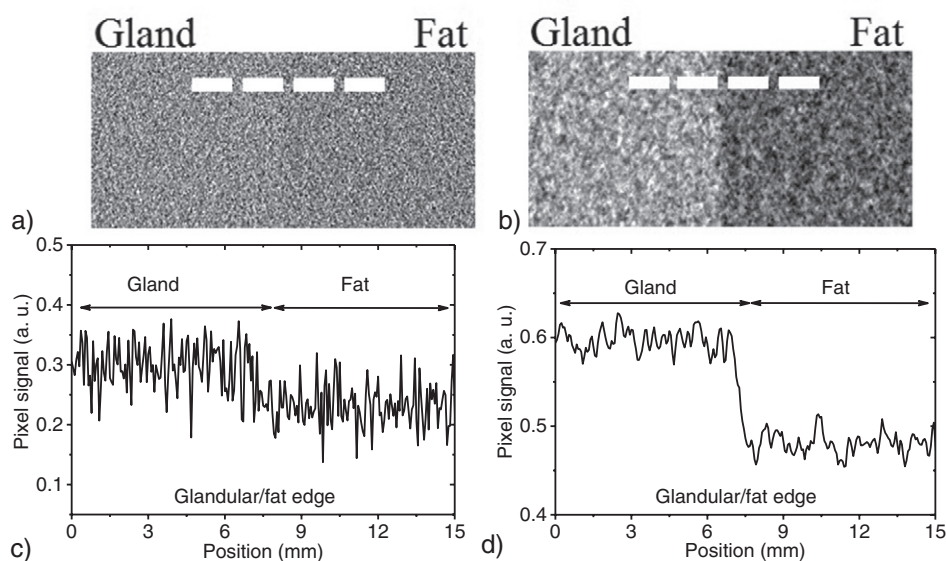 Gland Fat
Gland Fat
a)
b)
0.5
0.4
0.3
0.2
0.1
Pixel signal (a. u.)
Gland Fat
Glandular/fat edge
0 3 6 9 12 15
Position (mm)
c)
0.7
0.6
0.5
0.4
Pixel signal (a. u.)
Gland Fat
Glandular/fat edge
0 3 6 9 12 15
Position (mm)
d)